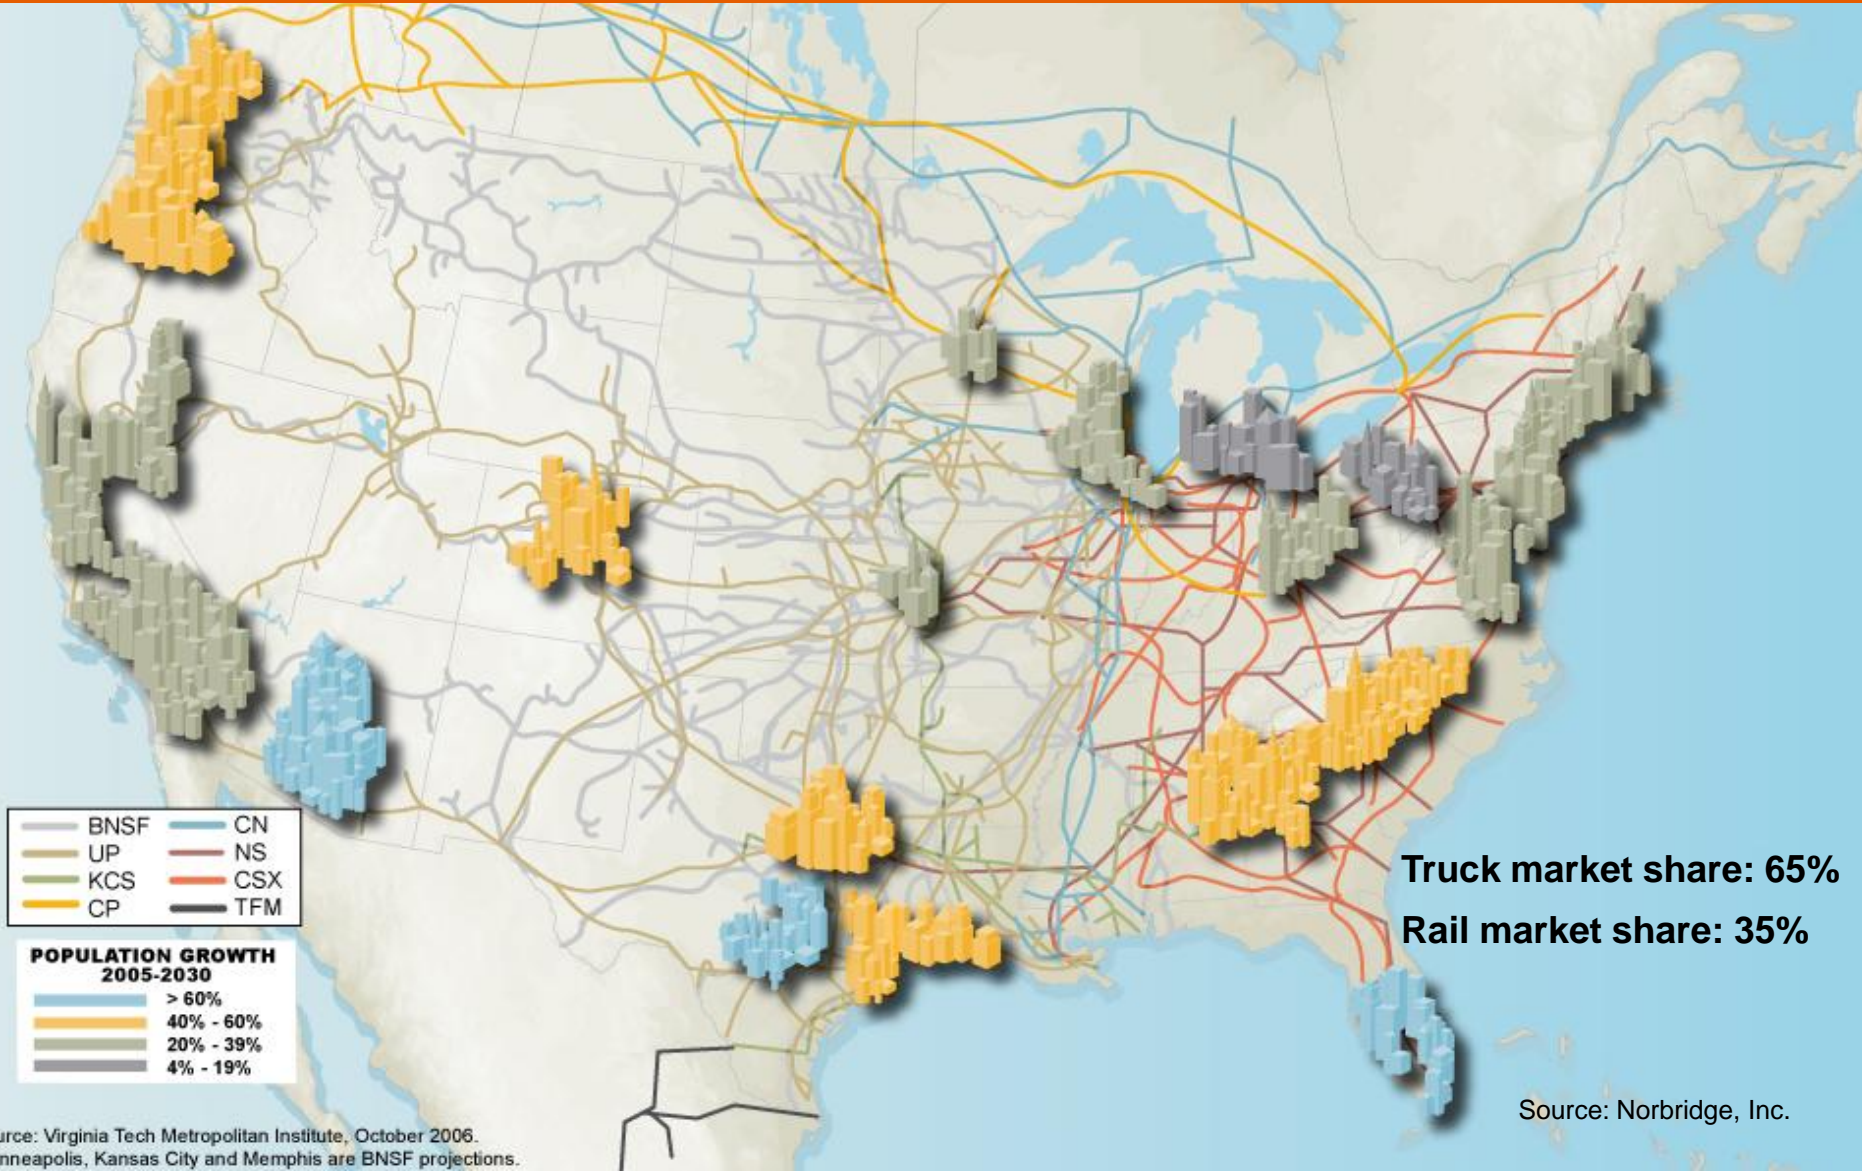 BNSF
UP
KCS
CP
CN
NS
CSX
TFM
POPULATION GROWTH
2005-2030
> 60%
40% - 60%
20% - 39%
4% - 19%
Truck market share: 65%
Rail market share: 35%
Source: Norbridge, Inc.
urce: Virginia Tech Metropolitan Institute, October 2006.
nneapolis, Kansas City and Memphis are BNSF projections.